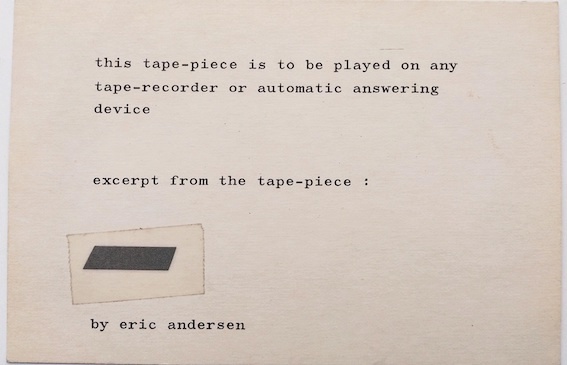 this tape-piece is to be played on any
tape-recorder or automatic answering
device
excerpt from the tape-piece :
by eric andersen